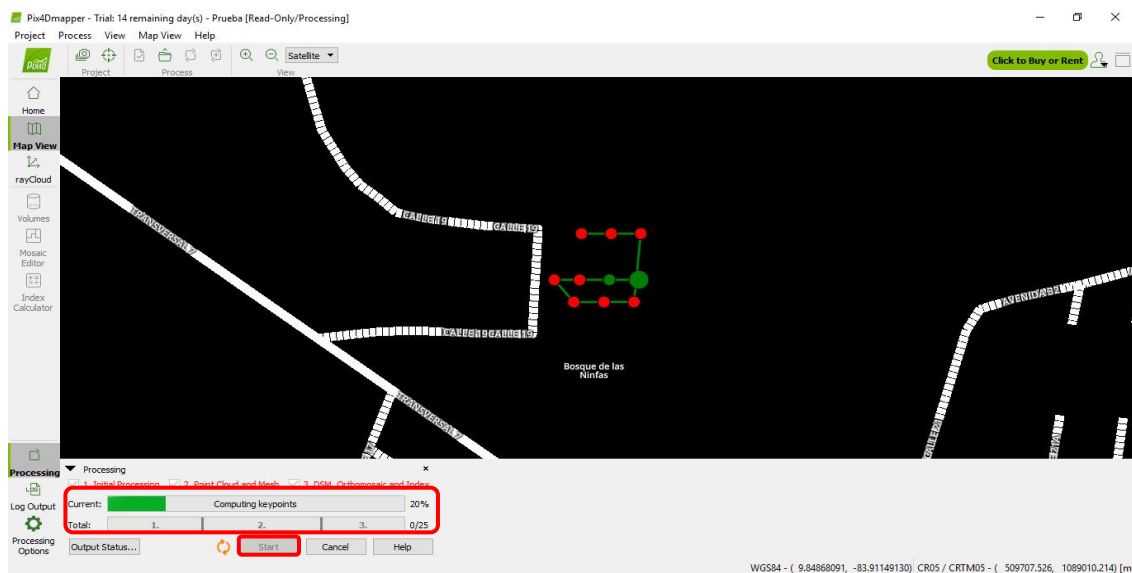 Pix4Dmapper - Trial: 14 remaining day(s) - Prueba [Read-Only/Processing]
Project Process View Map View Help
PIX4D
Satelite
Project Process View
Click to Buy or Rent
Home
Map View
rayCloud
Volumes
Mosaic
Editor
Index
Calculator
TRANSVERSAL 7
CALLE 19 CALLE 19
AVENIDA 82
CALLE 19 CALLE 19
Bosque de las
Ninfas
TRANSVERSAL 7
Processing
Log Output
Processing
Options
Processing
1. Initial Processing 2. Point Cloud and Mesh 3. DSM, Orthomosaic and Index
Current: Computing keypoints 20%
Total: 1. 2. 3. 0/25
Output Status... Start Cancel Help
WGS84 - ( 9.84868091, -83.91149130) CR05 / CRTM05 - ( 509707.526, 1089010.214) [m